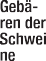 Gebä-
ren der
Schwei
ne